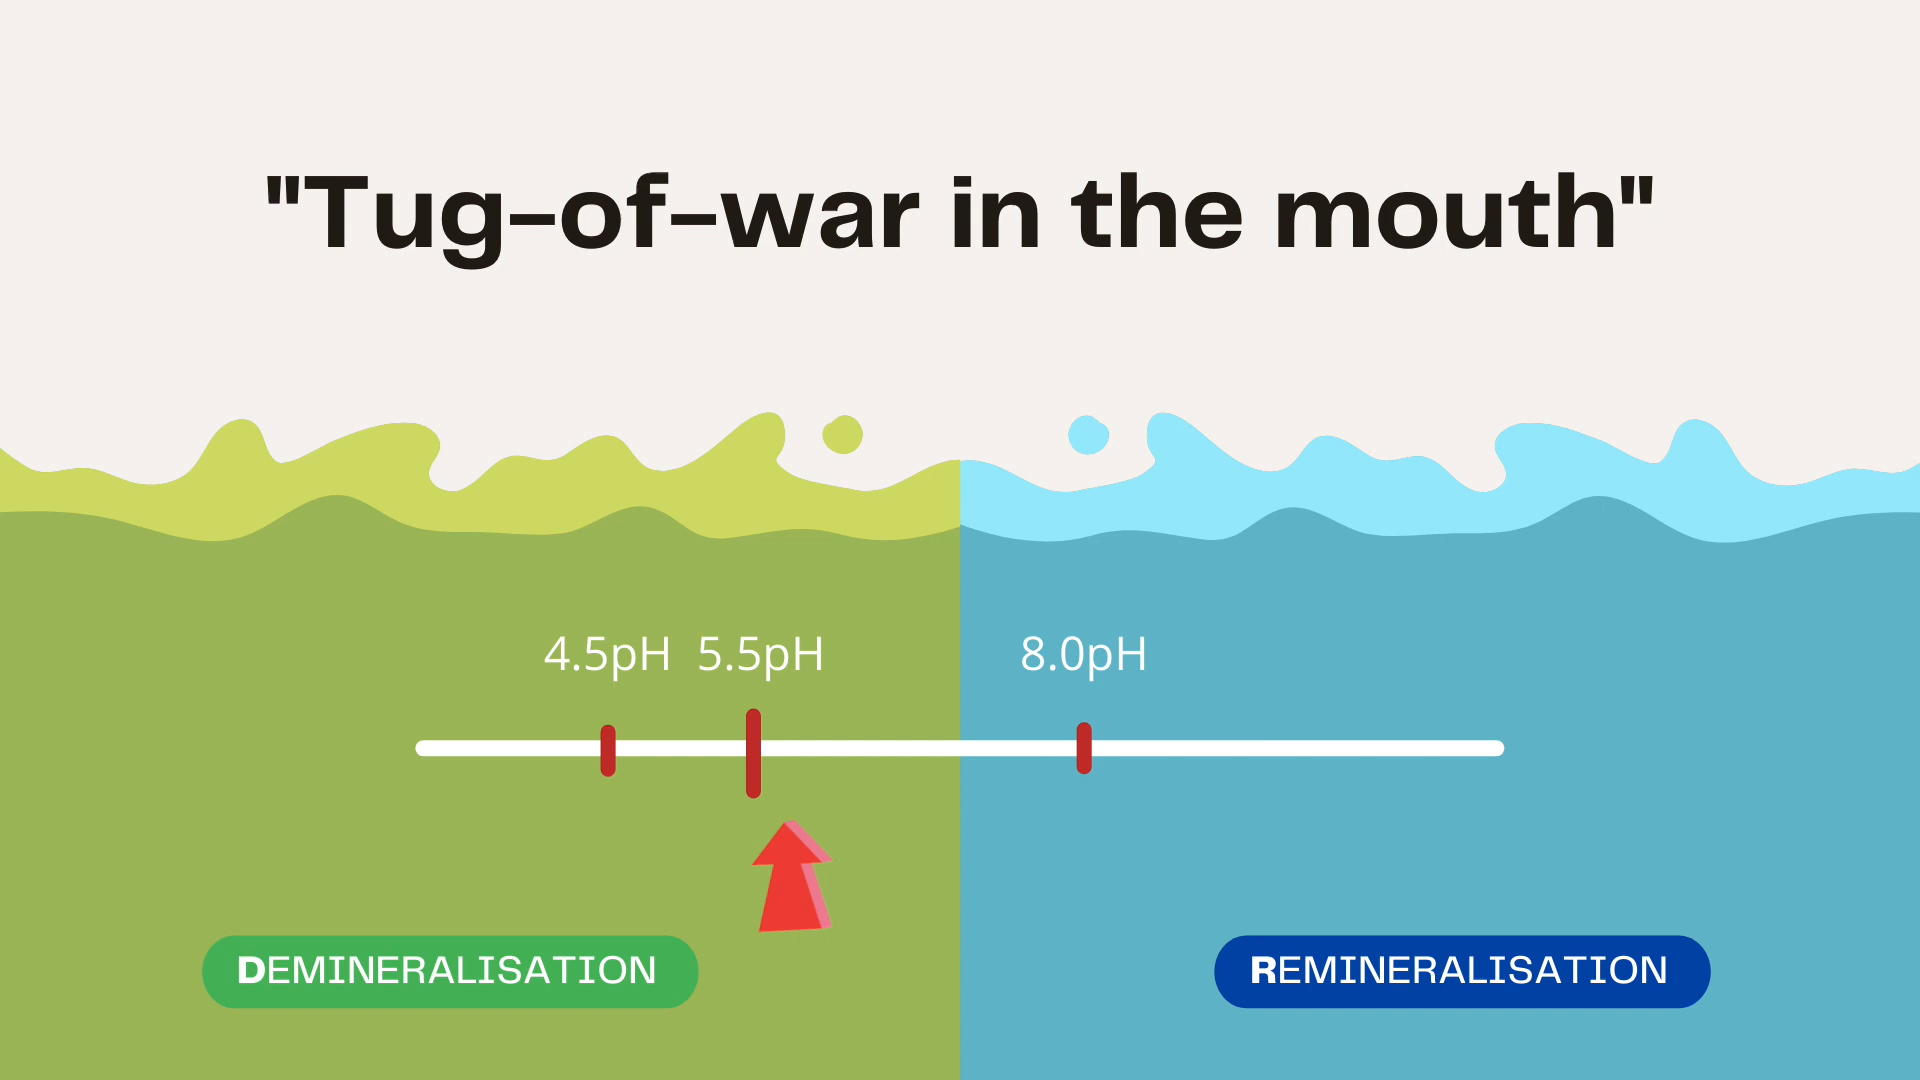 "Tug-of-war in the mouth"
4.5pH 5.5pH 8.0pH
DEMINERALISATION
REMINERALISATION